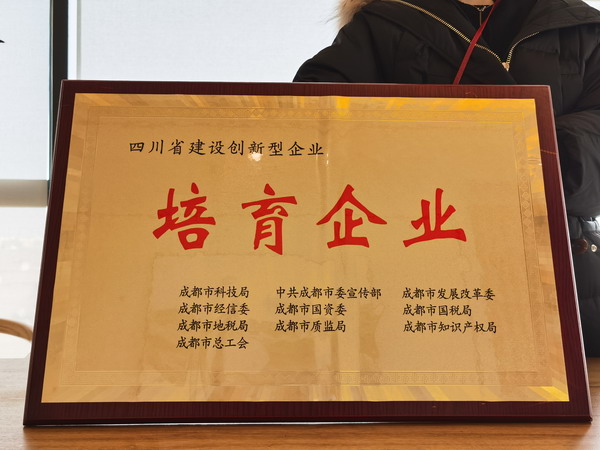 四川省建设创新型企业
培育企业
成都市科技局 中共成都市委宣传部 成都市发展改革委
成都市经信委 成都市国资委 成都市国税局
成都市地税局 成都市质监局 成都市知识产权局
成都市总工会